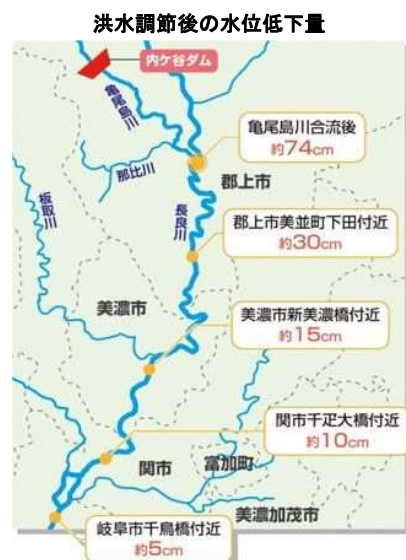 洪水調節後の水位低下量
内ケ谷ダム
亀尾島川
亀尾島川合流後
約74cm
那比川
郡上市
板取川
長良川
郡上市美並町下田付近
約30cm
美濃市
美濃市新美濃橋付近
約15cm
関市千疋大橋付近
約10cm
関市
富加町
美濃加茂市
岐阜市千鳥橋付近
約5cm